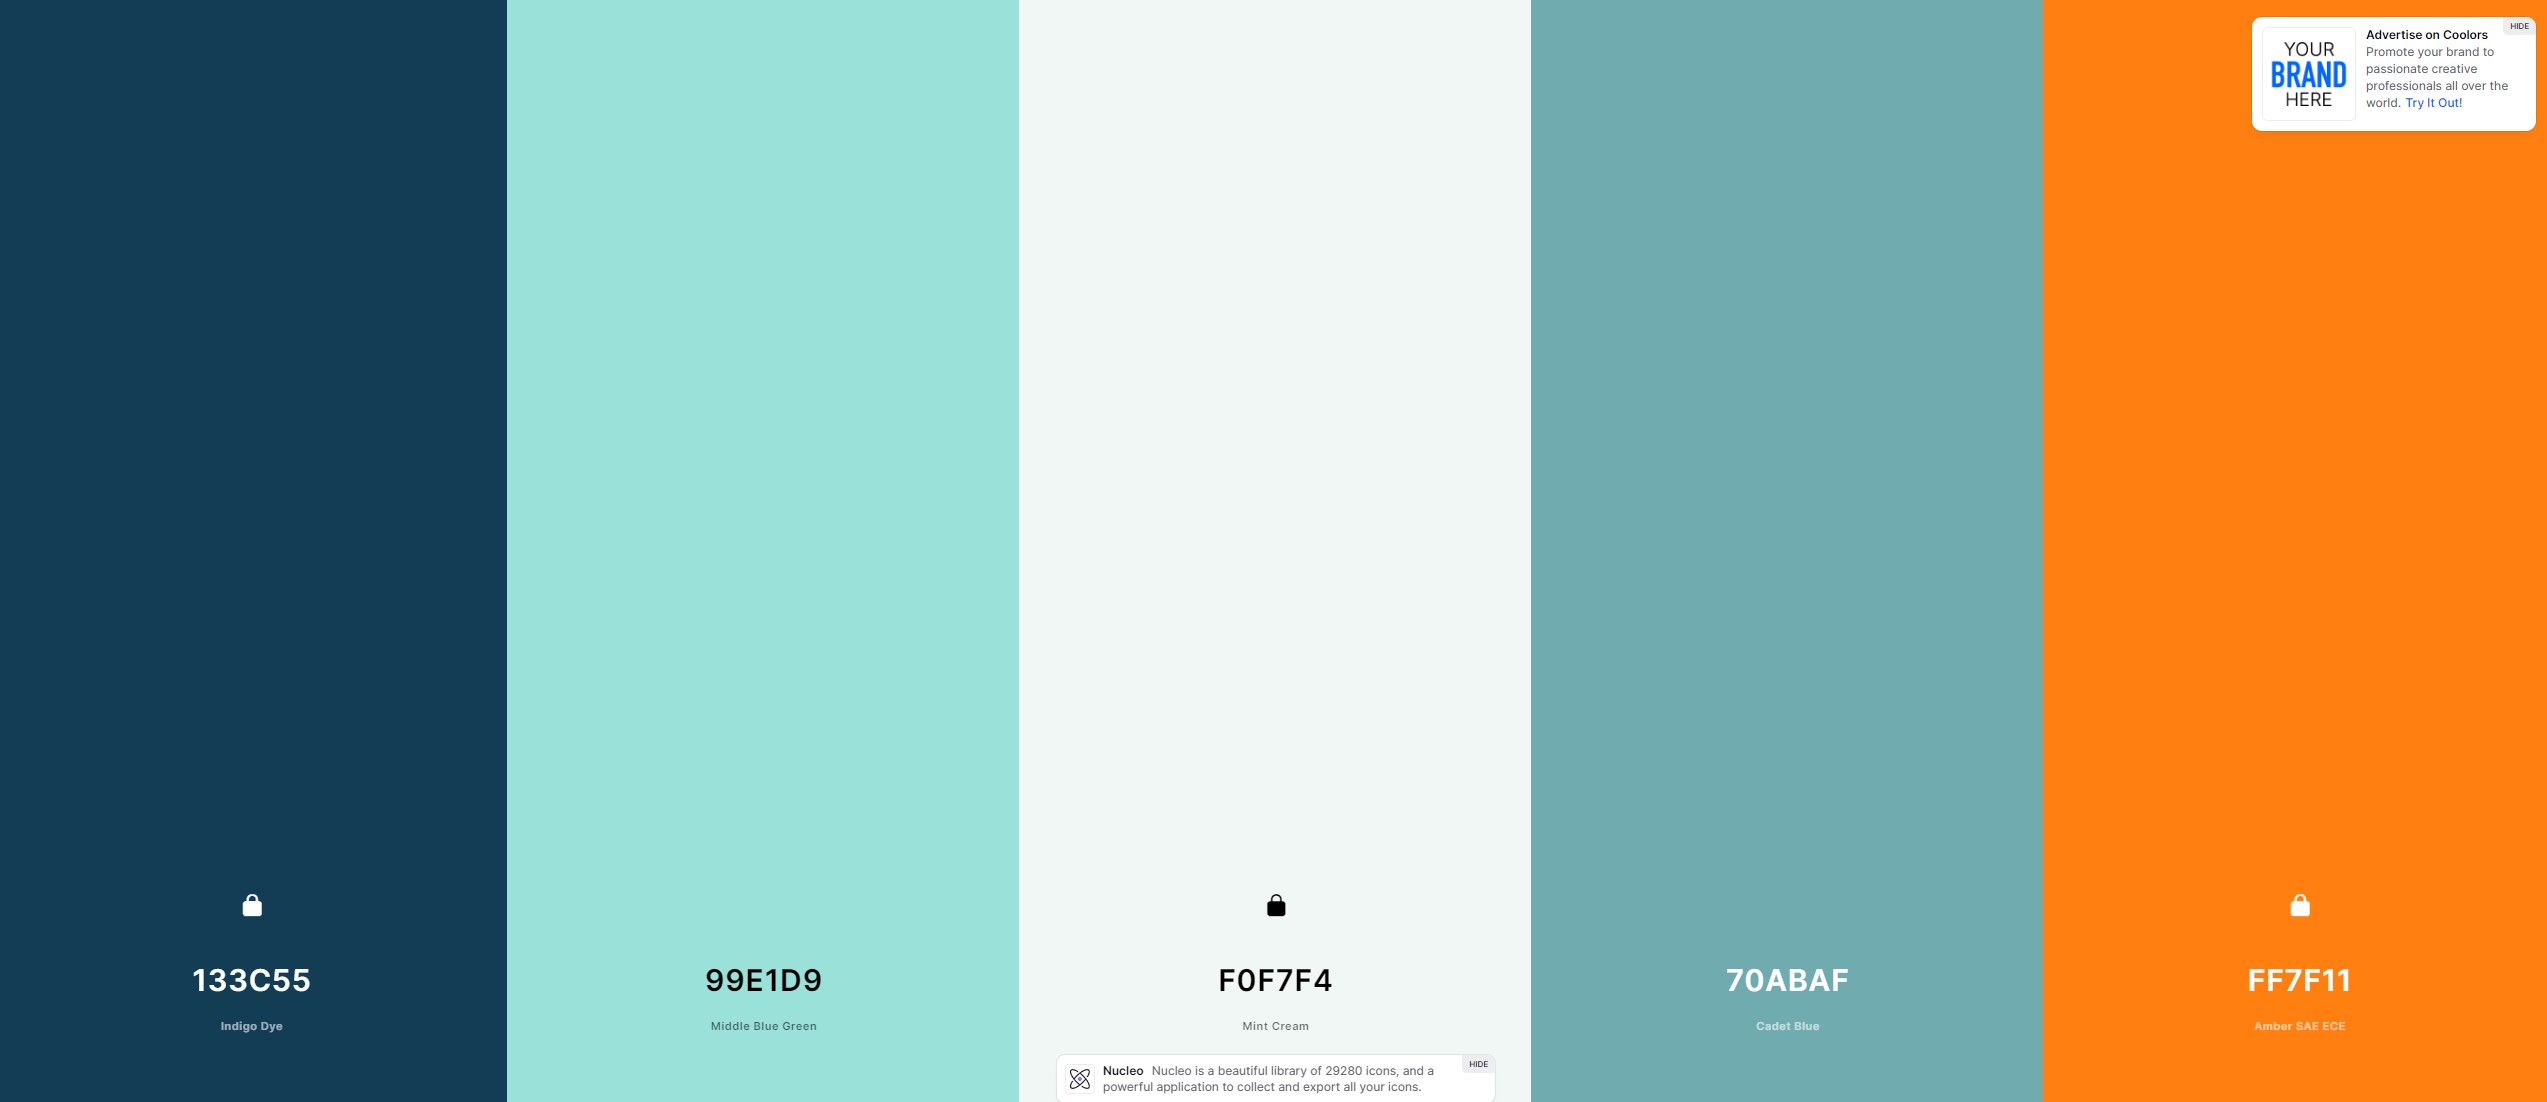 HIDE
YOUR
BRAND
HERE
Advertise on Coolors
Promote your brand to
passionate creative
professionals all over the
world. Try It Out!
133C55
Indigo Dye
99E1D9
Middle Blue Green
F0F7F4
Mint Cream
70ABAF
Cadet Blue
FF7F11
Amber SAE ECE
HIDE
Nucleo Nucleo is a beautiful library of 29280 icons, and a
powerful application to collect and export all your icons.